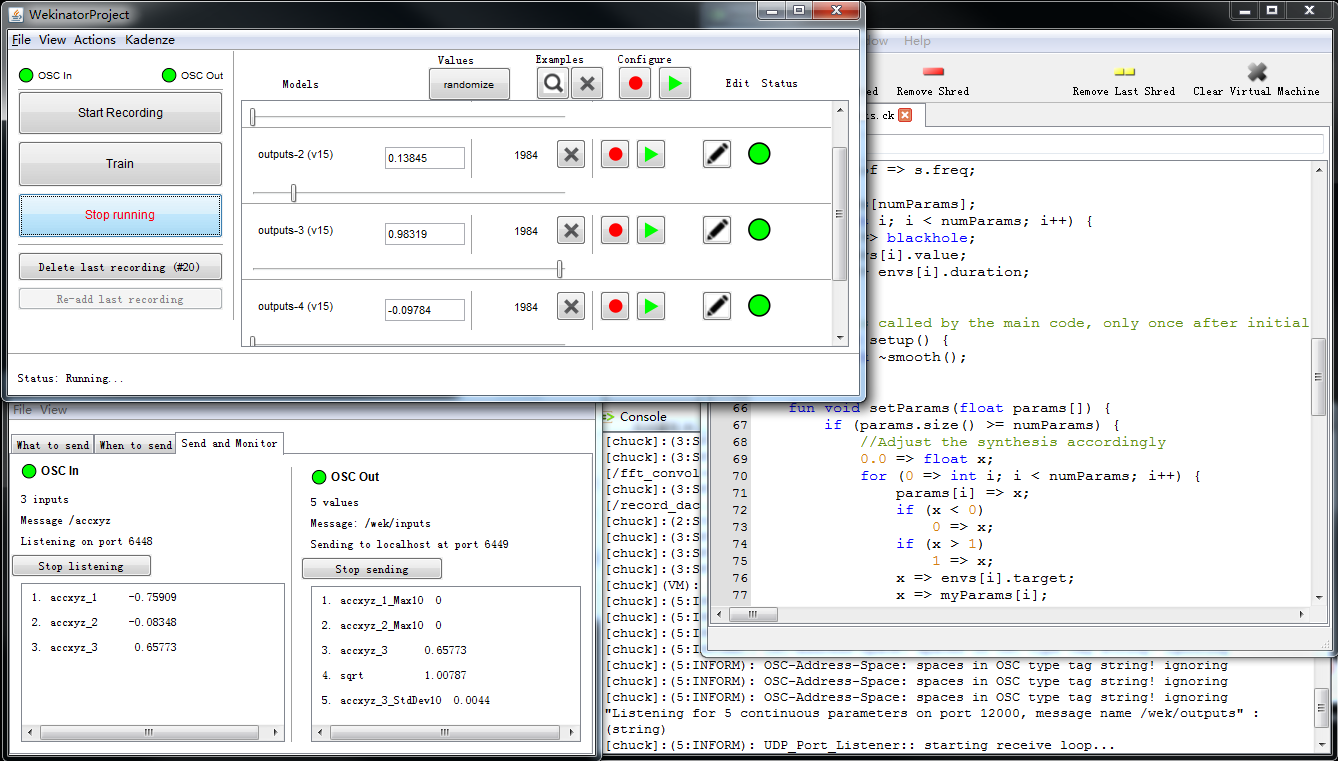 WekinatorProject
File View Actions Kadenze
OSC In
OSC Out
Start Recording
Train
Stop running
Delete last recording (#20)
Re-add last recording
Models
Values
randomize
Examples
Configure
Edit Status
outputs-2 (v15) 0.13845 1984
outputs-3 (v15) 0.98319 1984
outputs-4 (v15) -0.09784 1984
Status: Running...
Help
Remove Shred
Remove Last Shred
Clear Virtual Machine
s.ck
f => s.freq;
[numParams];
i; i < numParams; i++) {
> blackhole;
s[i].value;
envs[i].duration;
called by the main code, only once after initial
setup() {
~smooth();
66 fun void setParams(float params[]) {
67 if (params.size() >= numParams) {
68 //Adjust the synthesis accordingly
69 0.0 => float x;
70 for (0 => int i; i < numParams; i++) {
71 params[i] => x;
72 if (x < 0)
73 0 => x;
74 if (x > 1)
75 1 => x;
76 x => envs[i].target;
77 x => myParams[i];
File View
What to send
When to send
Send and Monitor
OSC In
3 inputs
Message /accxyz
Listening on port 6448
Stop listening
1. accxyz_1 -0.75909
2. accxyz_2 -0.08348
3. accxyz_3 0.65773
OSC Out
5 values
Message: /wek/inputs
Sending to localhost at port 6449
Stop sending
1. accxyz_1_Max10 0
2. accxyz_2_Max10 0
3. accxyz_3 0.65773
4. sqrt 1.00787
5. accxyz_3_StdDev10 0.0044
Console
[chuck]:(3:S
[chuck]:(3:S
[/fft_convol
[chuck]:(3:S
[/record_dac
[chuck]:(2:S
[chuck]:(3:S
[chuck]:(3:S
[chuck]:(3:S
[chuck](VM):
[chuck]:(5:I
[chuck]:(5:I
[chuck]:(5:I
[chuck]:(5:I
[chuck]:(5:INFORM): OSC-Address-Space: spaces in OSC type tag string! ignoring
[chuck]:(5:INFORM): OSC-Address-Space: spaces in OSC type tag string! ignoring
[chuck]:(5:INFORM): OSC-Address-Space: spaces in OSC type tag string! ignoring
"Listening for 5 continuous parameters on port 12000, message name /wek/outputs" :
(string)
[chuck]:(5:INFORM): UDP_Port_Listener:: starting receive loop...